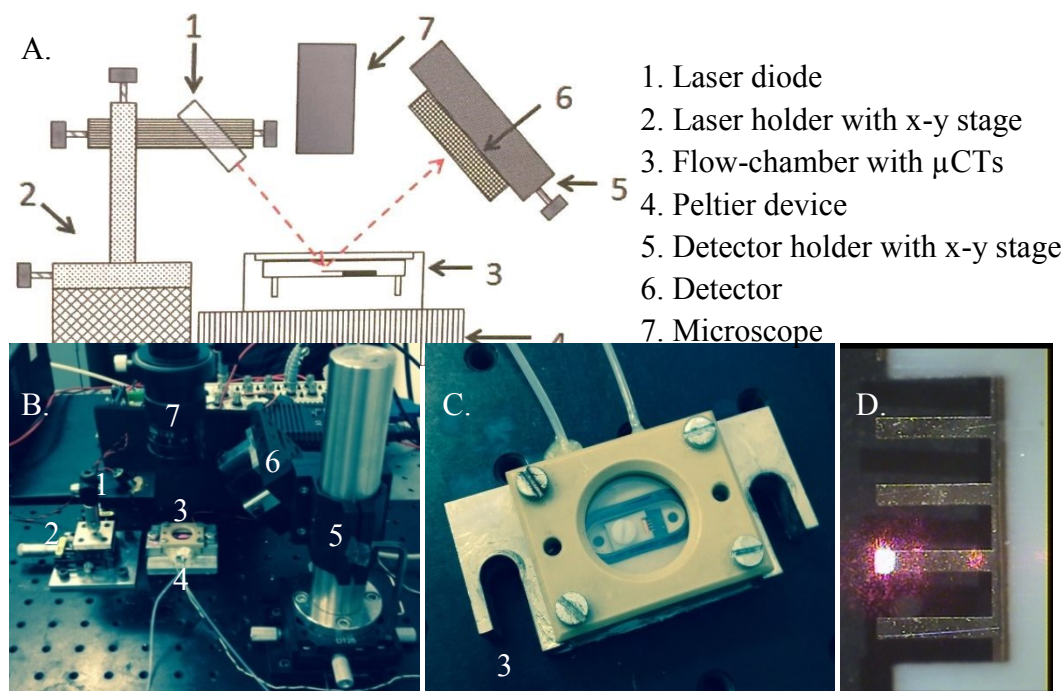 A.
1
7
6
2
5
3
4
1. Laser diode
2. Laser holder with x-y stage
3. Flow-chamber with µCTs
4. Peltier device
5. Detector holder with x-y stage
6. Detector
7. Microscope
B.
7
6
1
2
3
5
4
C.
3
D.